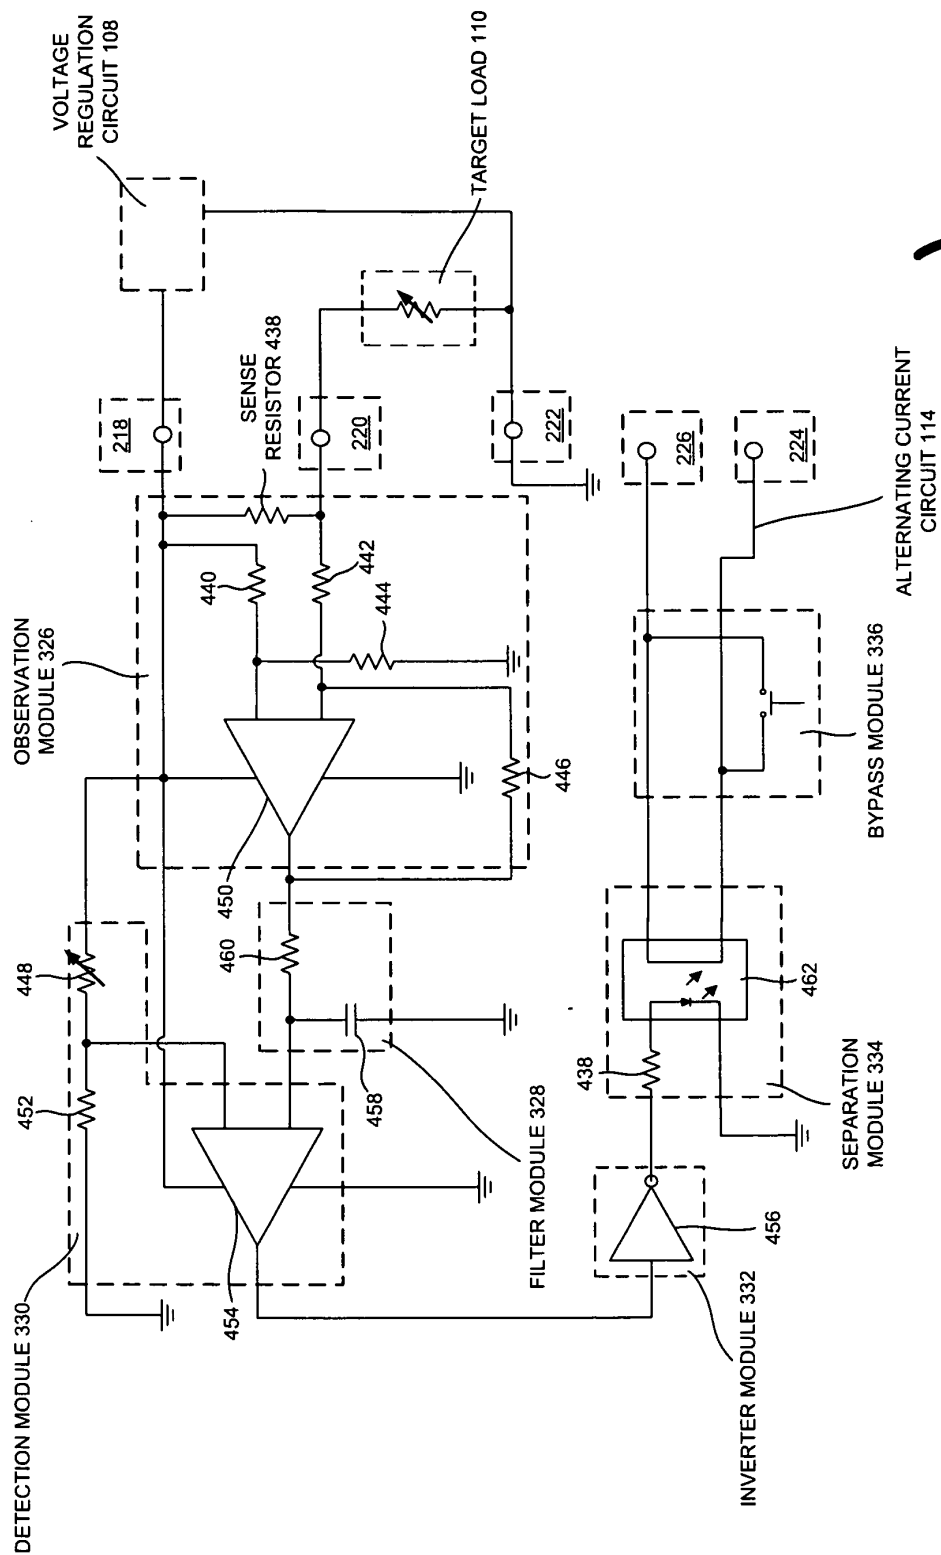 VOLTAGE
REGULATION
CIRCUIT 108
TARGET LOAD 110
218
SENSE
RESISTOR 438
220
222
226
224
ALTERNATING CURRENT
CIRCUIT 114
OBSERVATION
MODULE 326
440
442
444
446
450
BYPASS MODULE 336
448
452
460
458
454
FILTER MODULE 328
DETECTION MODULE 330
462
438
SEPARATION
MODULE 334
456
INVERTER MODULE 332